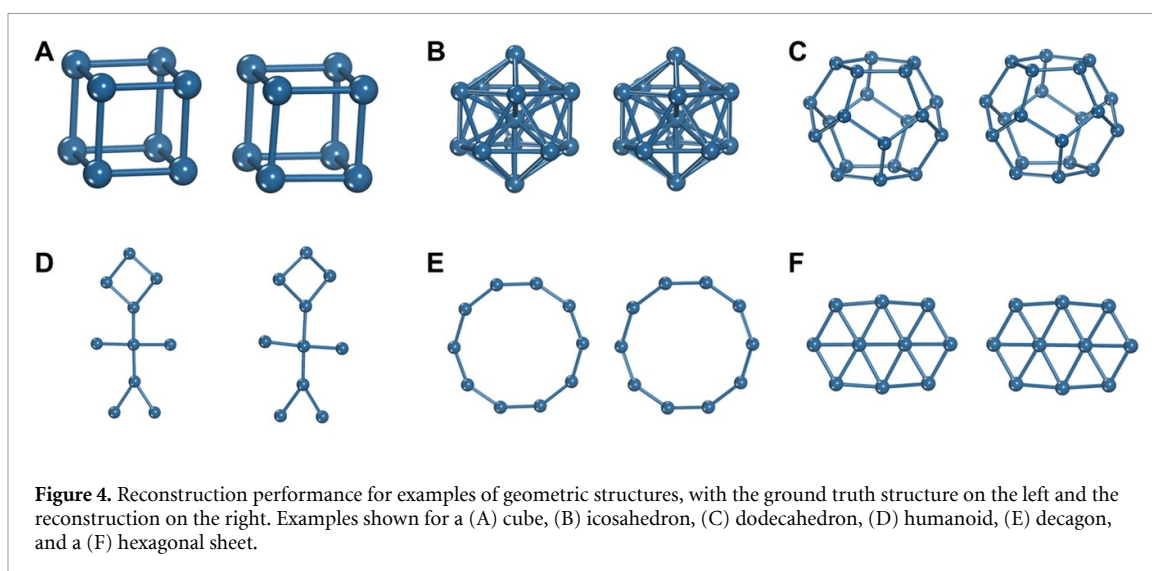 A
B
C
D
E
F
Figure 4. Reconstruction performance for examples of geometric structures, with the ground truth structure on the left and the
reconstruction on the right. Examples shown for a (A) cube, (B) icosahedron, (C) dodecahedron, (D) humanoid, (E) decagon,
and a (F) hexagonal sheet.